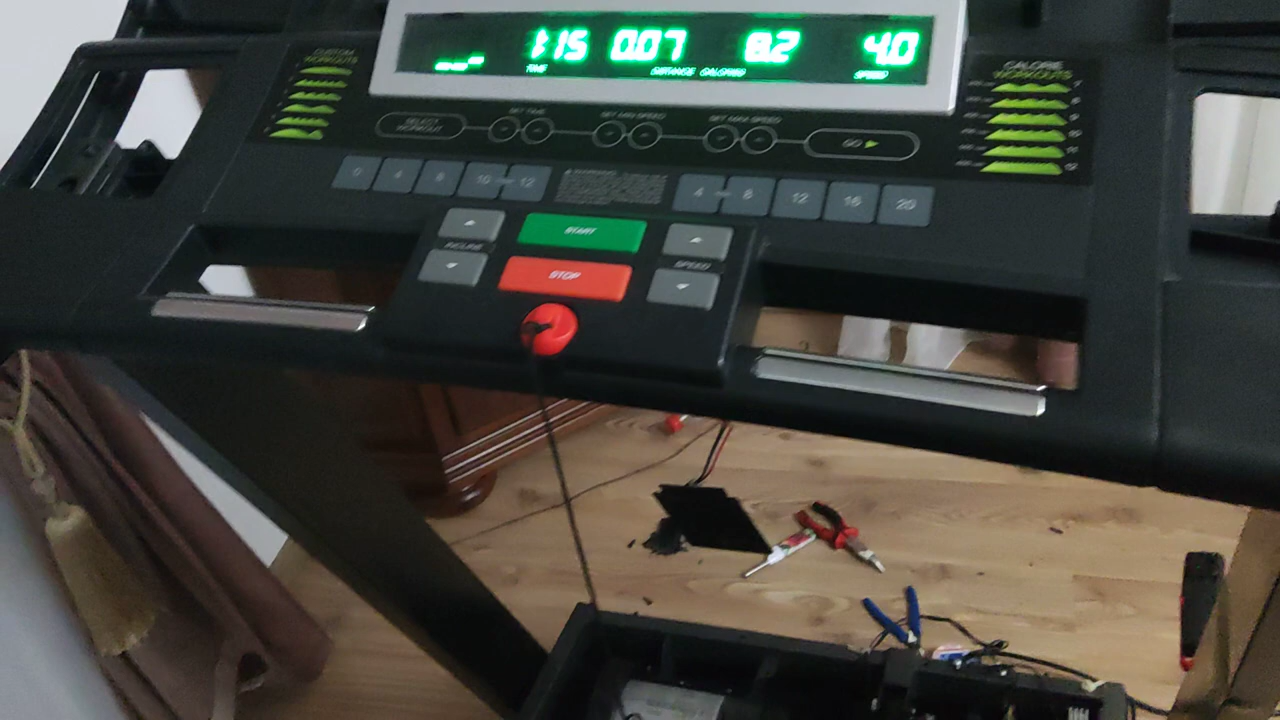 1:15 0.07 8.2 4.0
TIME DISTANCE CALORIES SPEED
CUSTOM
WORKOUTS
CALORIE
WORKOUTS
SET TIME SET MIN SPEED SET MAX SPEED
SELECT
WORKOUT
GO
0 4 8 10 12
WARNING
4 8 12 16 20
INCLINE
START
STOP
SPEED